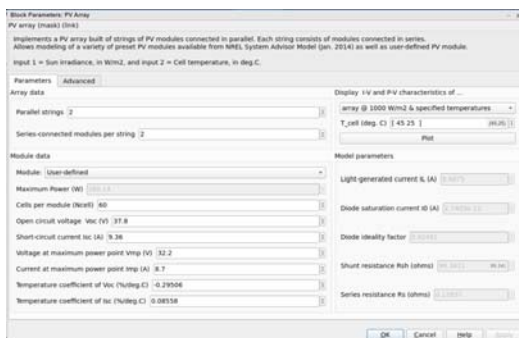 Block Parameters: PV Array
PV array (mask) (link)
Implements a PV array built of strings of PV modules connected in parallel. Each string consists of modules connected in series.
Allows modeling of a variety of preset PV modules available from NREL System Advisor Model (Jan. 2014) as well as user-defined PV module.
Input 1 = Sun irradiance, in W/m2, and input 2 = Cell temperature, in deg.C.
Parameters Advanced
Array data
Parallel strings 2
Series-connected modules per string 2
Display I-V and P-V characteristics of ...
array @ 1000 W/m2 & specified temperatures
T_cell (deg. C) [ 45 25 ]
Plot
Module data
Module: User-defined
Maximum Power (W)
Cells per module (Ncell) 60
Open circuit voltage Voc (V) 37.8
Short-circuit current Isc (A) 9.36
Voltage at maximum power point Vmp (V) 32.2
Current at maximum power point Imp (A) 8.7
Temperature coefficient of Voc (%/deg.C) -0.29506
Temperature coefficient of Isc (%/deg.C) 0.08558
Model parameters
Light-generated current IL (A)
Diode saturation current I0 (A)
Diode ideality factor
Shunt resistance Rsh (ohms)
Series resistance Rs (ohms)
OK Cancel Help Apply